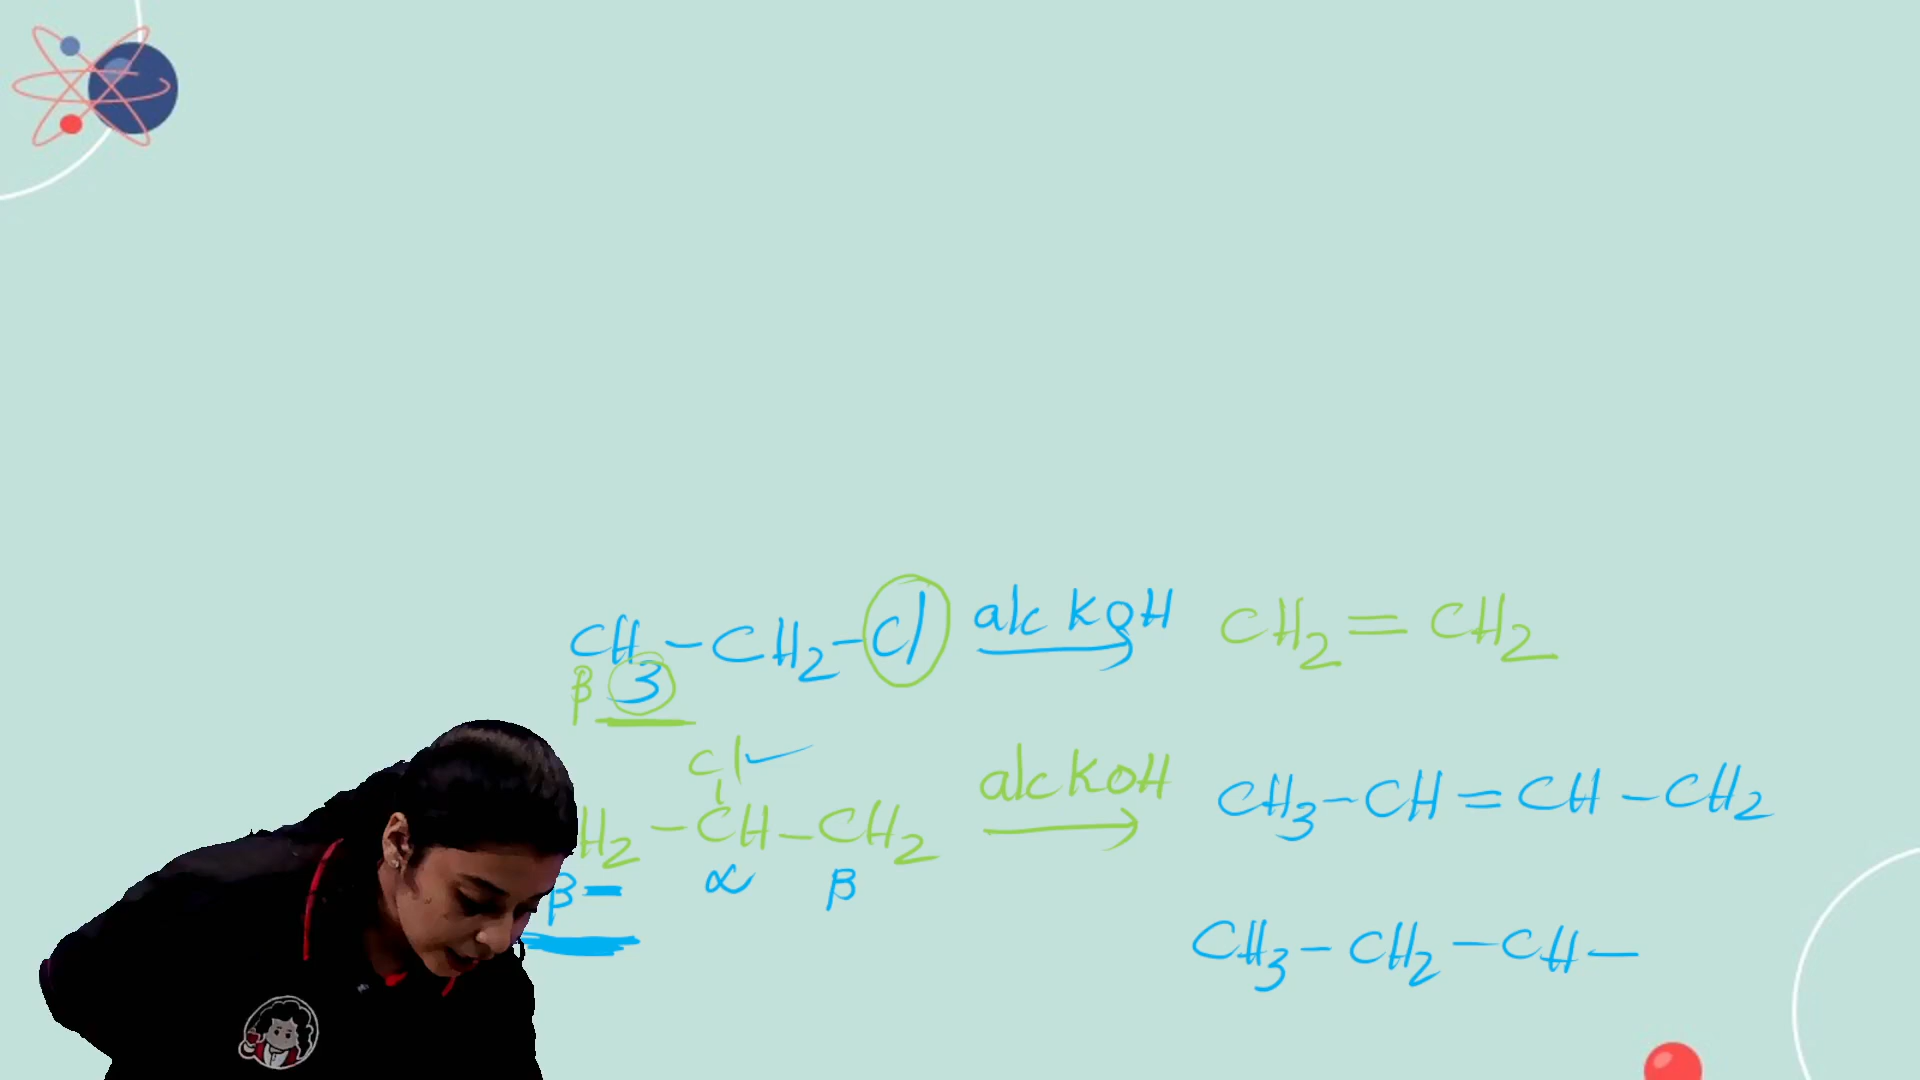 CH3-CH2-Cl alc KOH CH2=CH2
β
Cl
H2-CH-CH2 alc KOH CH3-CH=CH-CH2
β- α β
CH3-CH2-CH-